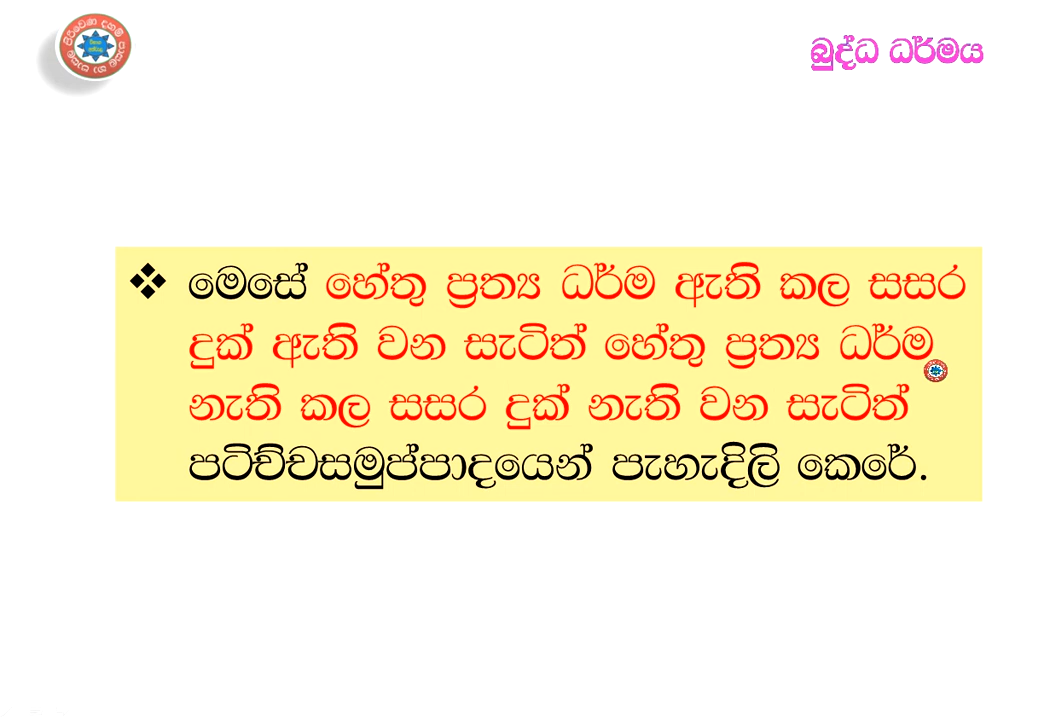 බුද්ධ ධර්මය
❖ මෙසේ හේතු ප්‍රත්‍ය ධර්ම ඇති කල සසර
දුක් ඇති වන සැටිත් හේතු ප්‍රත්‍ය ධර්ම
නැති කල සසර දුක් නැති වන සැටිත්
පටිච්චසමුප්පාදයෙන් පැහැදිලි කෙරේ.